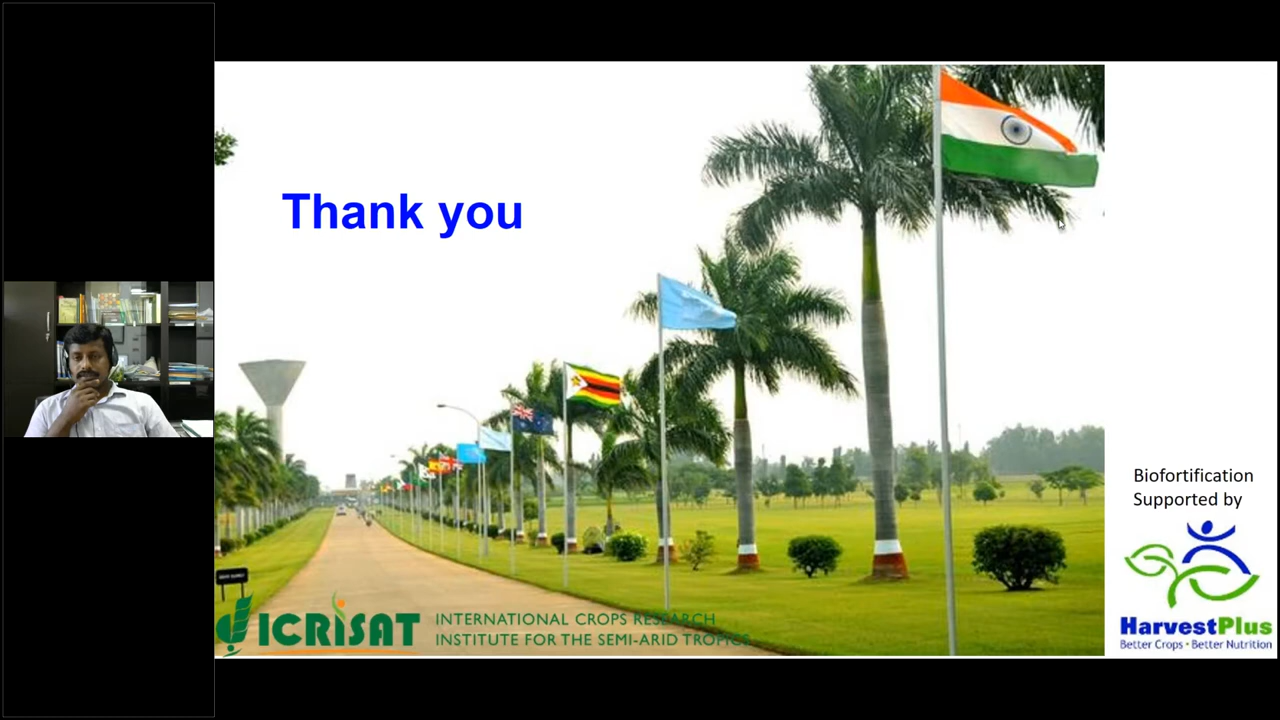 Thank you
Biofortification
Supported by
HarvestPlus
Better Crops • Better Nutrition
ICRISAT
INTERNATIONAL CROPS RESEARCH
INSTITUTE FOR THE SEMI-ARID TROPICS